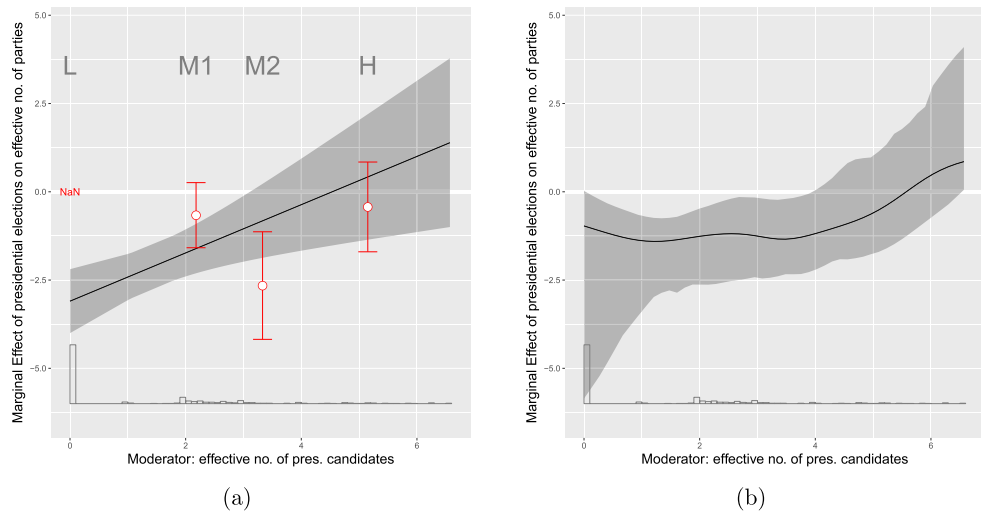 Marginal Effect of presidential elections on effective no. of parties
5.0
2.5
0.0
−2.5
−5.0
L M1 M2 H
NaN
0 2 4 6
Moderator: effective no. of pres. candidates
(a)
Marginal Effect of presidential elections on effective no. of parties
5.0
2.5
0.0
−2.5
−5.0
0 2 4 6
Moderator: effective no. of pres. candidates
(b)